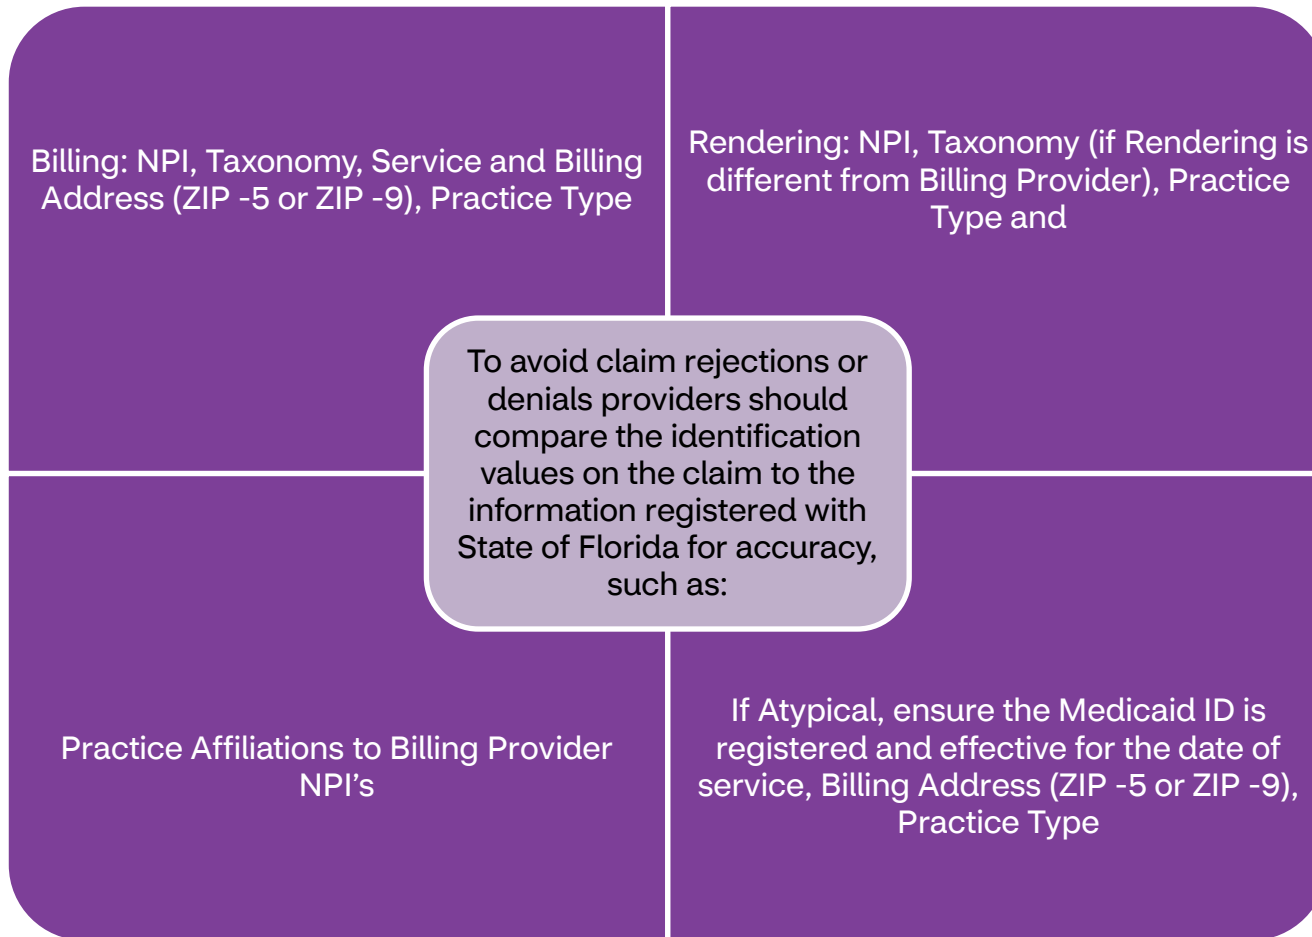 Billing: NPI, Taxonomy, Service and Billing
Address (ZIP -5 or ZIP -9), Practice Type
Rendering: NPI, Taxonomy (if Rendering is
different from Billing Provider), Practice
Type and
To avoid claim rejections or
denials providers should
compare the identification
values on the claim to the
information registered with
State of Florida for accuracy,
such as:
Practice Affiliations to Billing Provider
NPI’s
If Atypical, ensure the Medicaid ID is
registered and effective for the date of
service, Billing Address (ZIP -5 or ZIP -9),
Practice Type